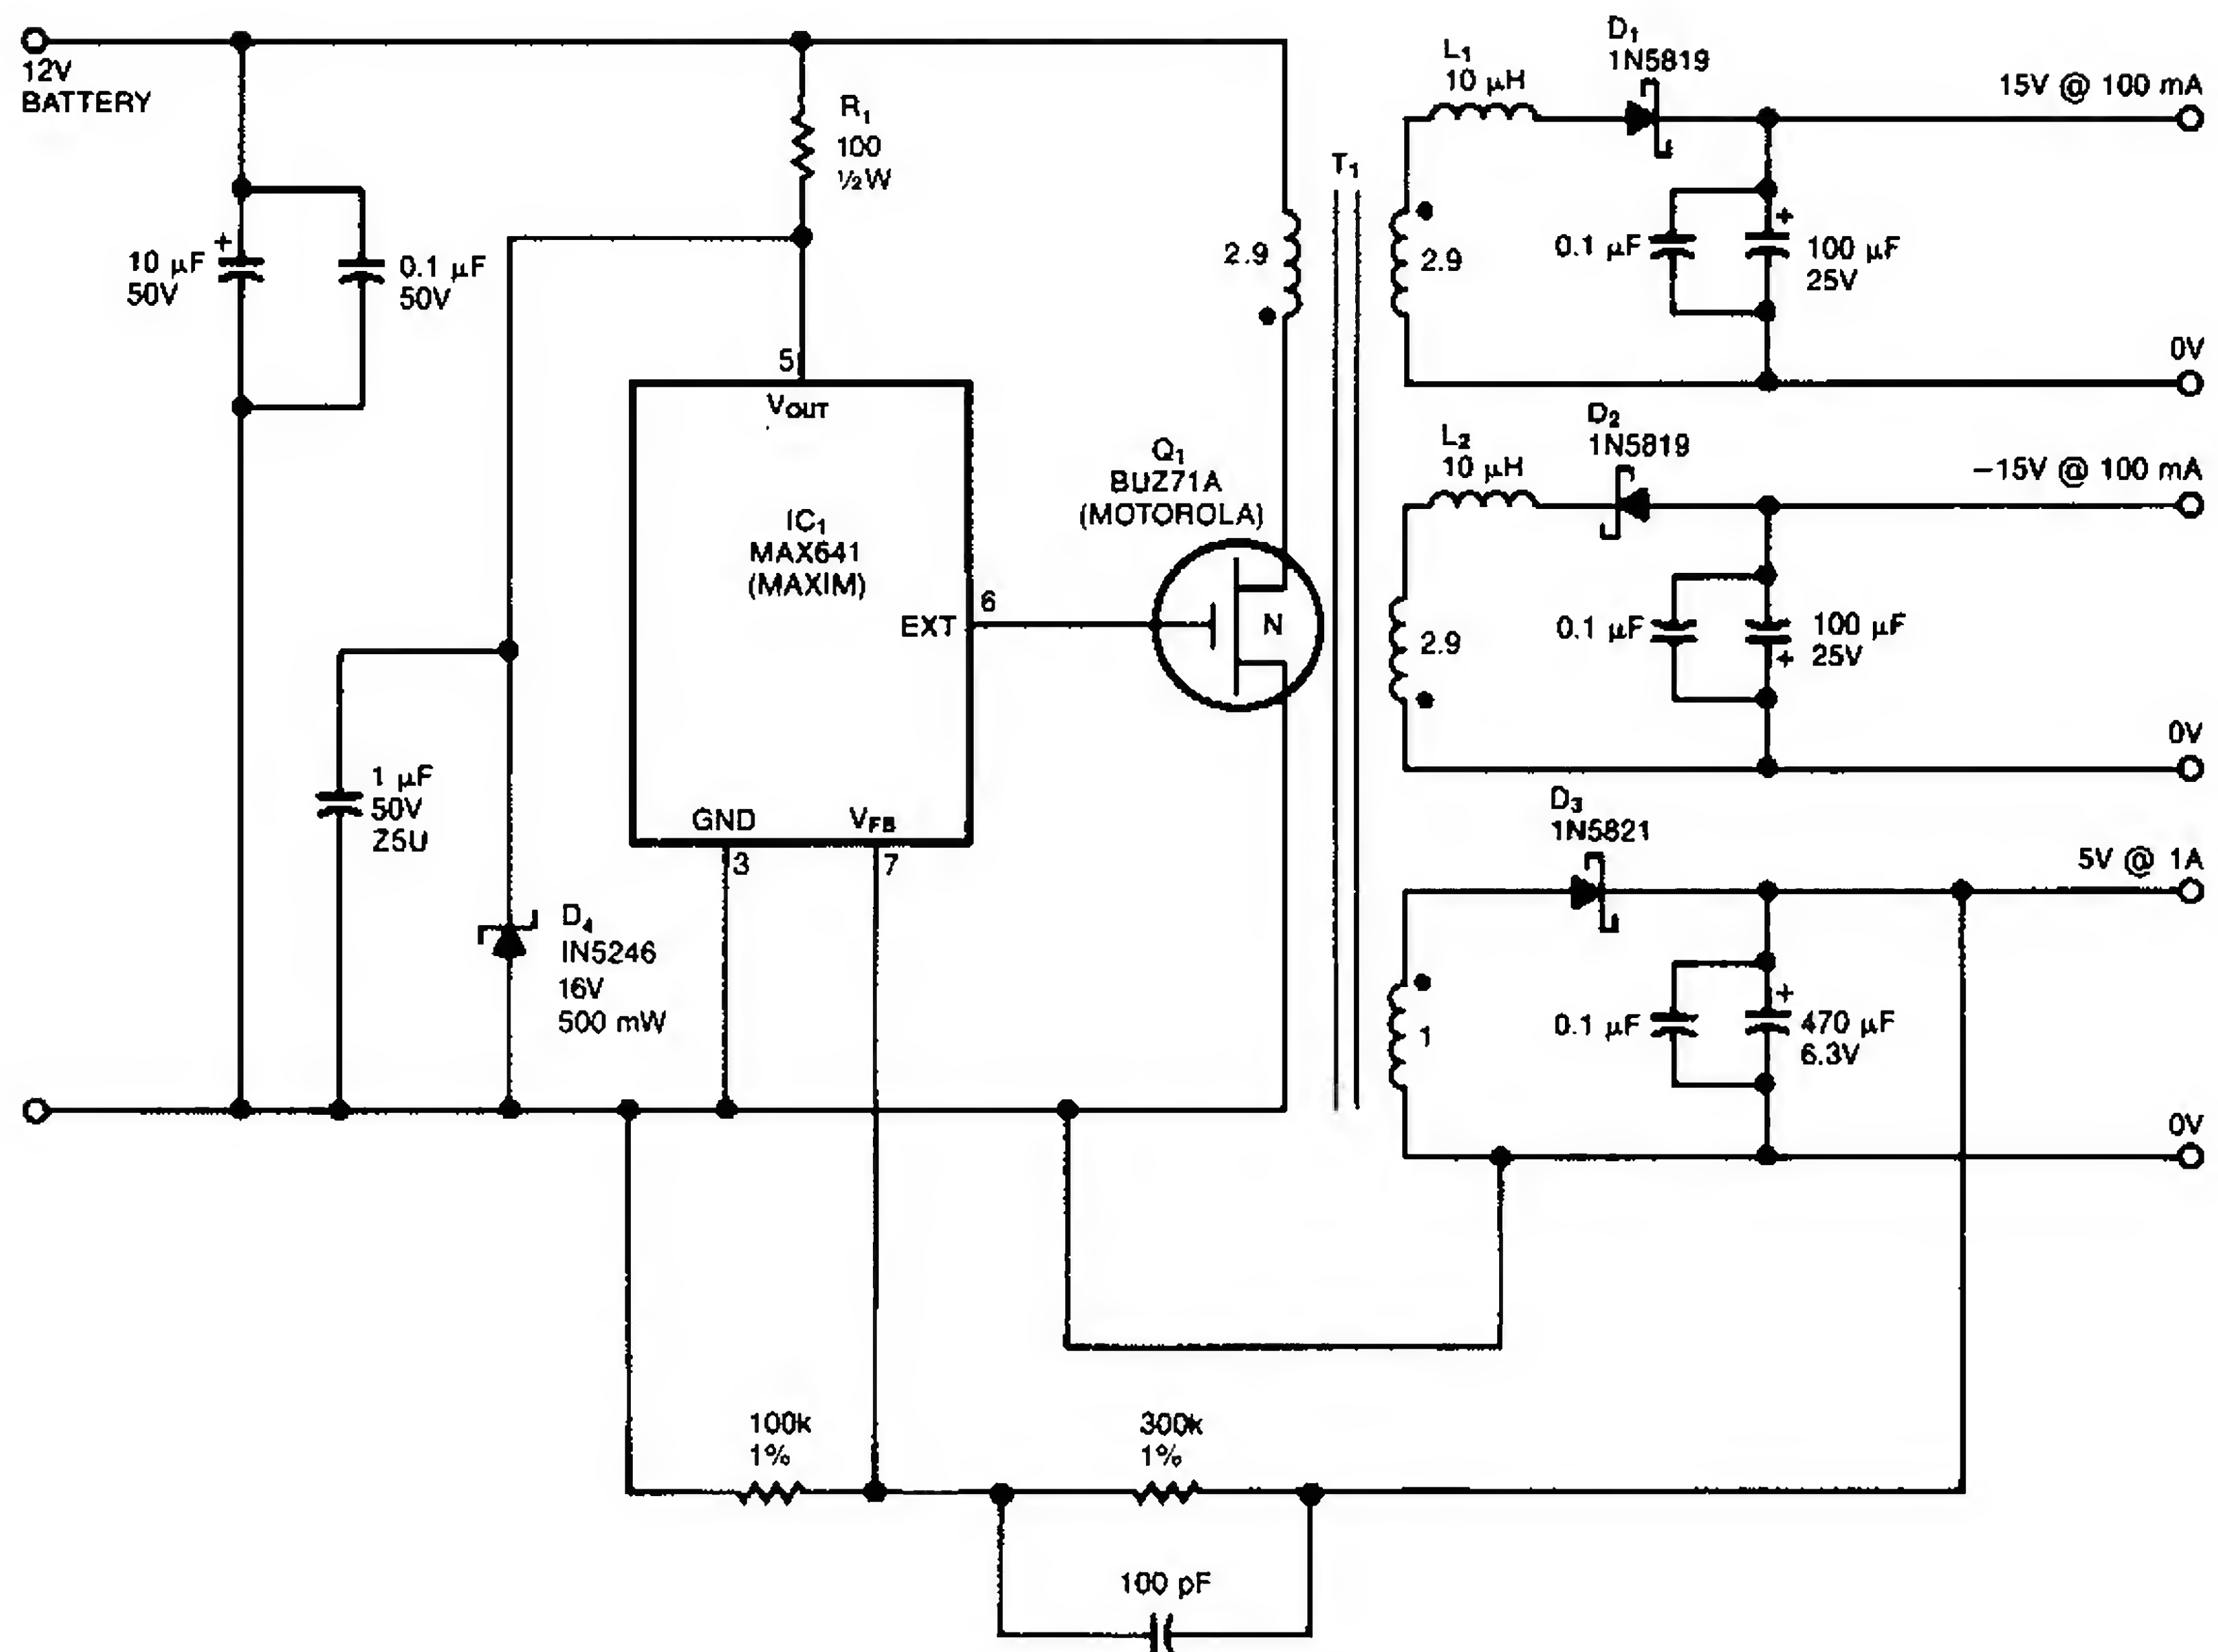 12V
BATTERY
10 µF
50V
+
0.1 µF
50V
R₁
100
½W
5
VOUT
IC₁
MAX641
(MAXIM)
EXT
6
GND
VFB
3
7
1 µF
50V
Z5U
D₄
IN5246
16V
500 mW
Q₁
BUZ71A
(MOTOROLA)
N
2.9
T₁
L₁
10 µH
D₁
1N5819
15V @ 100 mA
2.9
0.1 µF
+
100 µF
25V
0V
L₂
10 µH
D₂
1N5819
−15V @ 100 mA
2.9
0.1 µF
100 µF
25V
+
0V
D₃
1N5821
5V @ 1A
1
0.1 µF
+
470 µF
6.3V
0V
100k
1%
300k
1%
100 pF